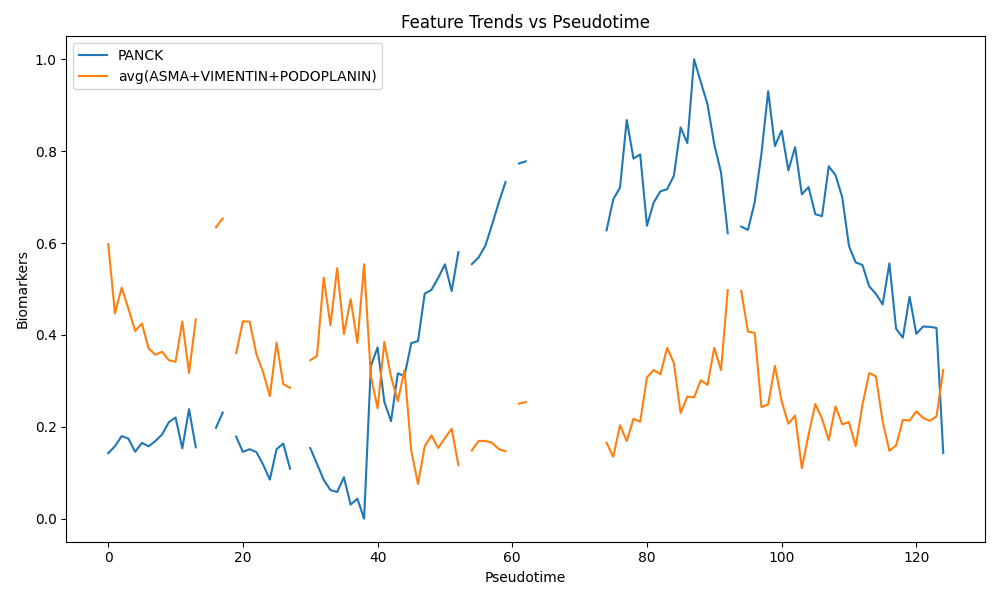 Feature Trends vs Pseudotime
PANCK
avg(ASMA+VIMENTIN+PODOPLANIN)
Biomarkers
1.0
0.8
0.6
0.4
0.2
0.0
0 20 40 60 80 100 120
Pseudotime